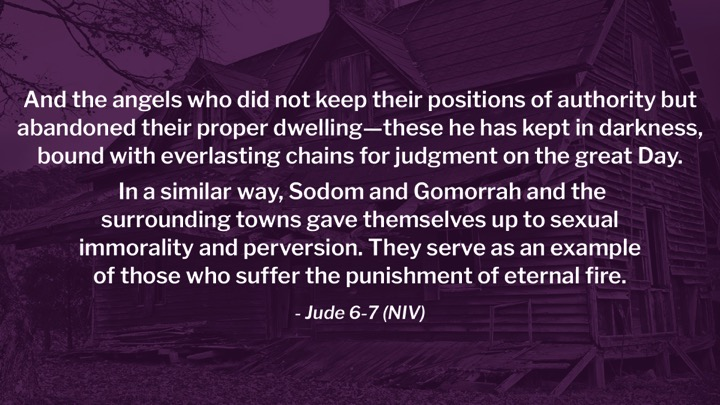 And the angels who did not keep their positions of authority but
abandoned their proper dwelling—these he has kept in darkness,
bound with everlasting chains for judgment on the great Day.
In a similar way, Sodom and Gomorrah and the
surrounding towns gave themselves up to sexual
immorality and perversion. They serve as an example
of those who suffer the punishment of eternal fire.
- Jude 6-7 (NIV)